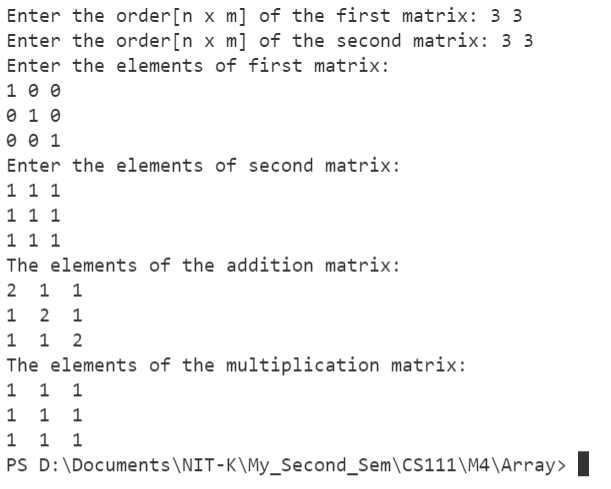 Enter the order[n x m] of the first matrix: 3 3
Enter the order[n x m] of the second matrix: 3 3
Enter the elements of first matrix:
1 0 0
0 1 0
0 0 1
Enter the elements of second matrix:
1 1 1
1 1 1
1 1 1
The elements of the addition matrix:
2  1  1
1  2  1
1  1  2
The elements of the multiplication matrix:
1  1  1
1  1  1
1  1  1
PS D:\Documents\NIT-K\My_Second_Sem\CS111\M4\Array>